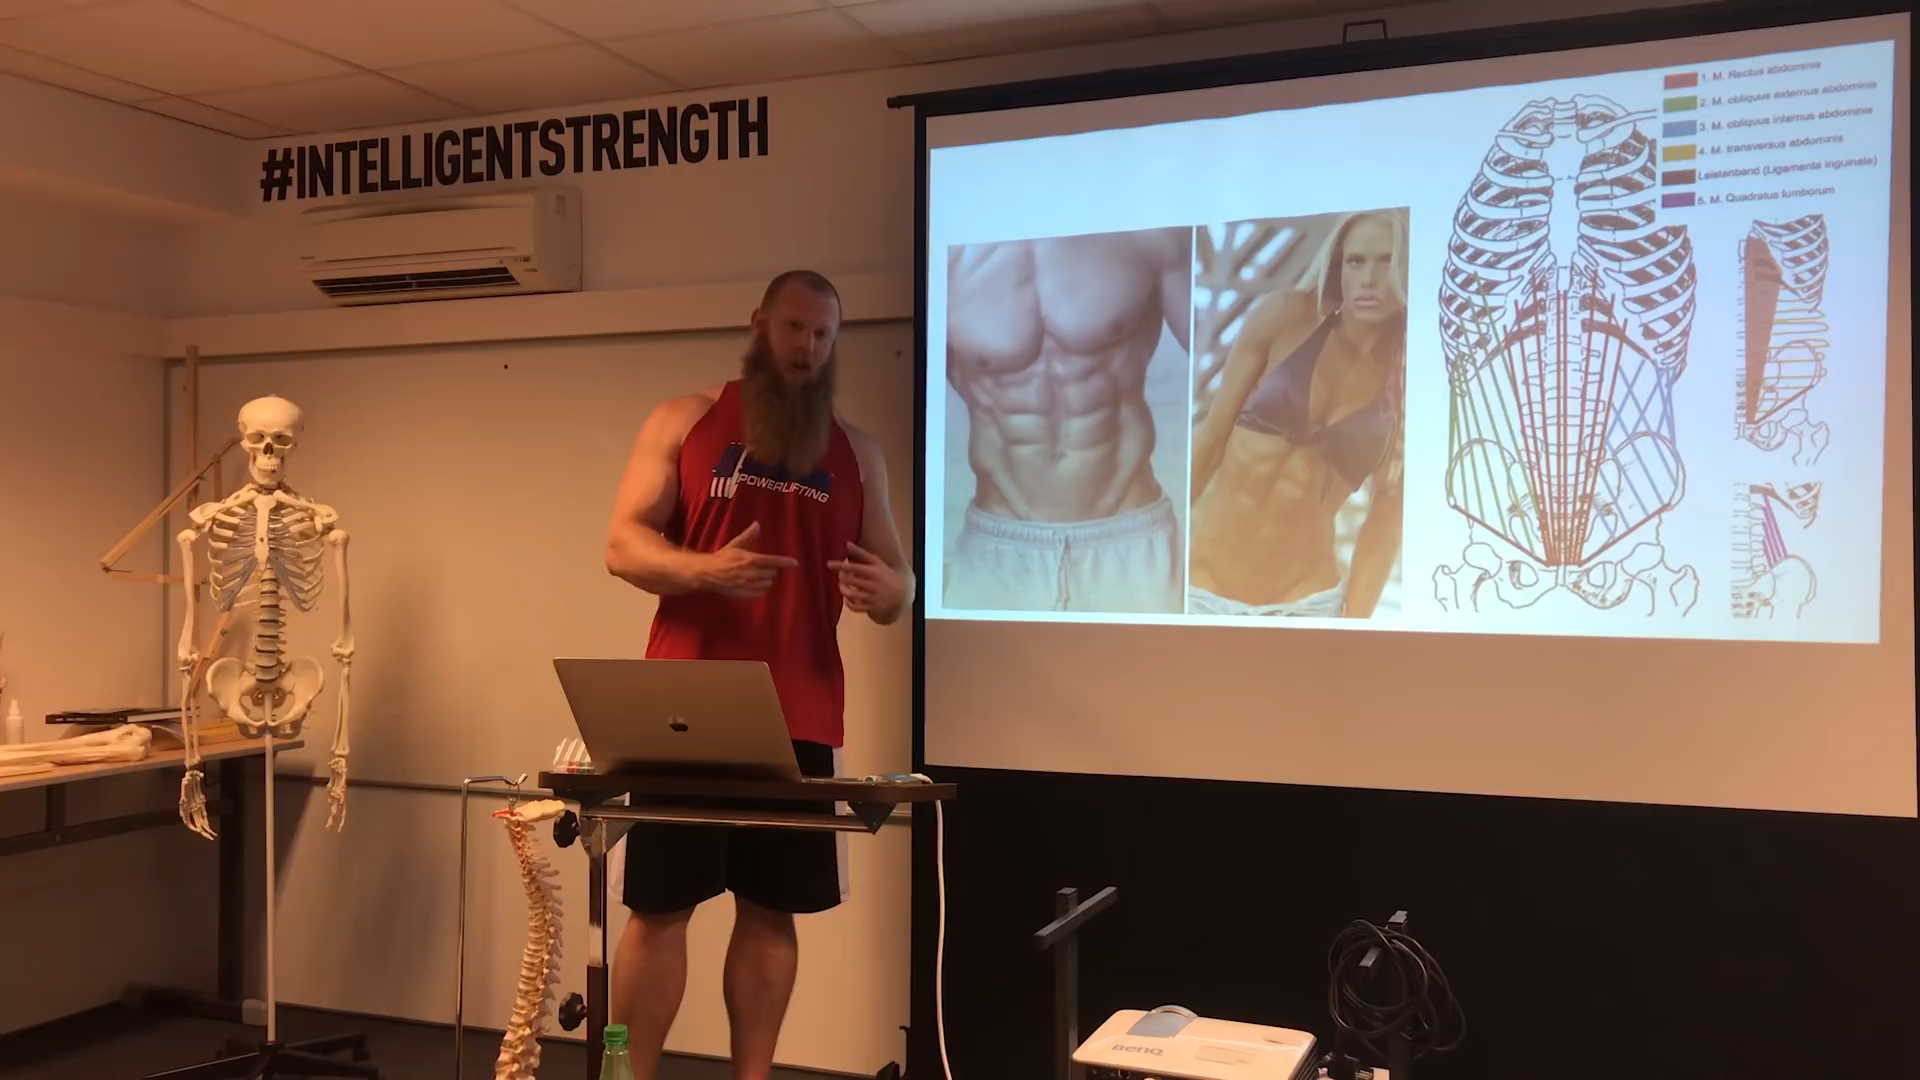 #INTELLIGENTSTRENGTH
POWERLIFTING
1. M. Rectus abdominis
2. M. obliquus externus abdominis
3. M. obliquus internus abdominis
4. M. transversus abdominis
Leistenband (Ligamenta inguinale)
5. M. Quadratus lumborum
BENQ